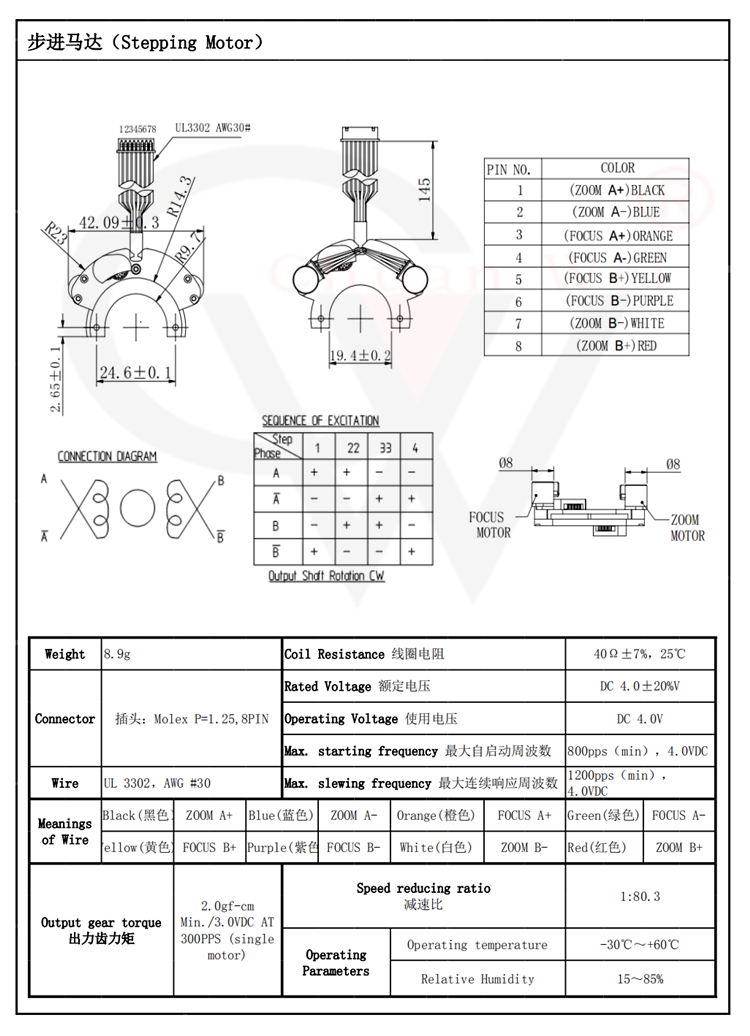 步进马达（Stepping Motor）
12345678
UL3302 AWG30#
R14.3
42.09±0.3
R23
R9.7
145
2.65±0.1
24.6±0.1
19.4±0.2
PIN NO. COLOR
1 (ZOOM A+)BLACK
2 (ZOOM A-)BLUE
3 (FOCUS A+)ORANGE
4 (FOCUS A-)GREEN
5 (FOCUS B+)YELLOW
6 (FOCUS B-)PURPLE
7 (ZOOM B-)WHITE
8 (ZOOM B+)RED
CONNECTION DIAGRAM
A B
A̅ B̅
SEQUENCE OF EXCITATION
Step
Phase 1 22 33 4
A + + − −
A̅ − − + +
B − + + −
B̅ + − − +
Output Shaft Rotation CW
Ø8 Ø8
FOCUS
MOTOR
ZOOM
MOTOR
Weight 8.9g Coil Resistance 线圈电阻 40Ω±7%, 25℃
Rated Voltage 额定电压 DC 4.0±20%V
Connector 插头: Molex P=1.25,8PIN Operating Voltage 使用电压 DC 4.0V
Max. starting frequency 最大自启动周波数 800pps（min）, 4.0VDC
Wire UL 3302, AWG #30 Max. slewing frequency 最大连续响应周波数 1200pps（min）,
4.0VDC
Meanings
of Wire
Black(黑色) ZOOM A+ Blue(蓝色) ZOOM A- Orange(橙色) FOCUS A+ Green(绿色) FOCUS A-
Yellow(黄色) FOCUS B+ Purple(紫色 FOCUS B- White(白色) ZOOM B- Red(红色) ZOOM B+
Output gear torque
出力齿力矩
2.0gf-cm
Min./3.0VDC AT
300PPS (single
motor)
Speed reducing ratio
减速比
1:80.3
Operating
Parameters
Operating temperature -30℃～+60℃
Relative Humidity 15～85%